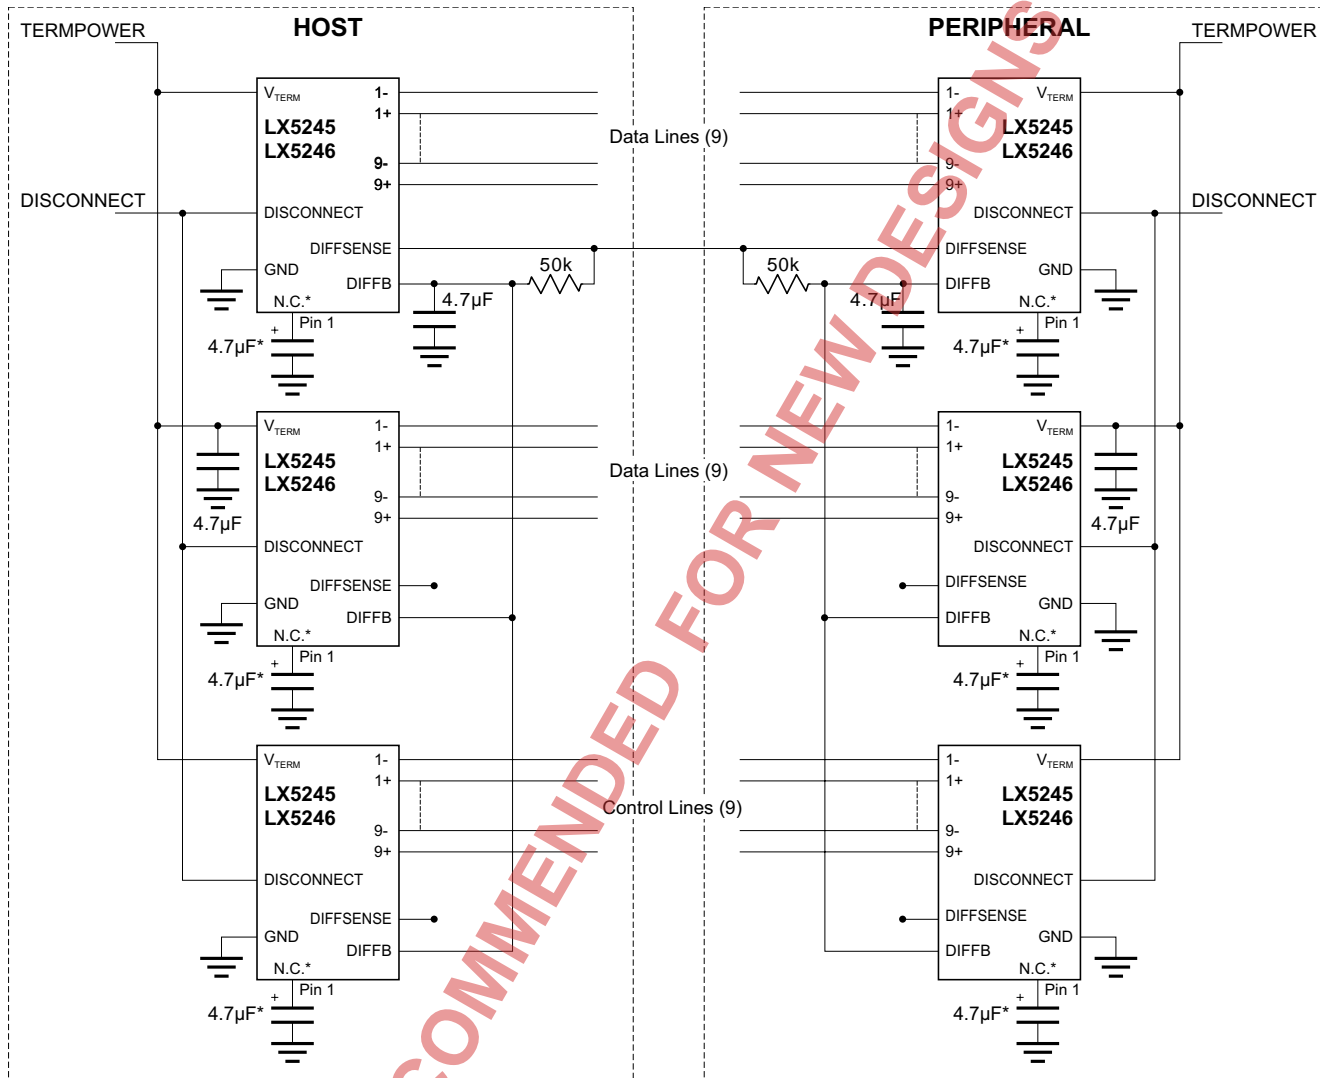 HOST
PERIPHERAL
TERMPOWER
TERMPOWER
VTERM
1-
1+
LX5245
LX5246
9-
9+
Data Lines (9)
1-
1+
VTERM
LX5245
LX5246
9-
9+
DISCONNECT
DISCONNECT
DISCONNECT
DISCONNECT
DIFFSENSE
DIFFSENSE
GND
DIFFB
50k
50k
GND
DIFFB
4.7µF
4.7µF
N.C.*
Pin 1
+
4.7µF*
N.C.*
Pin 1
+
4.7µF*
VTERM
1-
1+
LX5245
LX5246
9-
9+
4.7µF
Data Lines (9)
1-
1+
VTERM
LX5245
LX5246
9-
9+
4.7µF
DISCONNECT
DISCONNECT
DIFFSENSE
DIFFSENSE
GND
DIFFB
GND
DIFFB
N.C.*
Pin 1
+
4.7µF*
N.C.*
Pin 1
+
4.7µF*
VTERM
1-
1+
LX5245
LX5246
9-
9+
Control Lines (9)
1-
1+
VTERM
LX5245
LX5246
9-
9+
DISCONNECT
DISCONNECT
DIFFSENSE
DIFFSENSE
GND
DIFFB
GND
DIFFB
N.C.*
Pin 1
+
4.7µF*
N.C.*
Pin 1
+
4.7µF*
COMMENDED FOR NEW DESIGNS